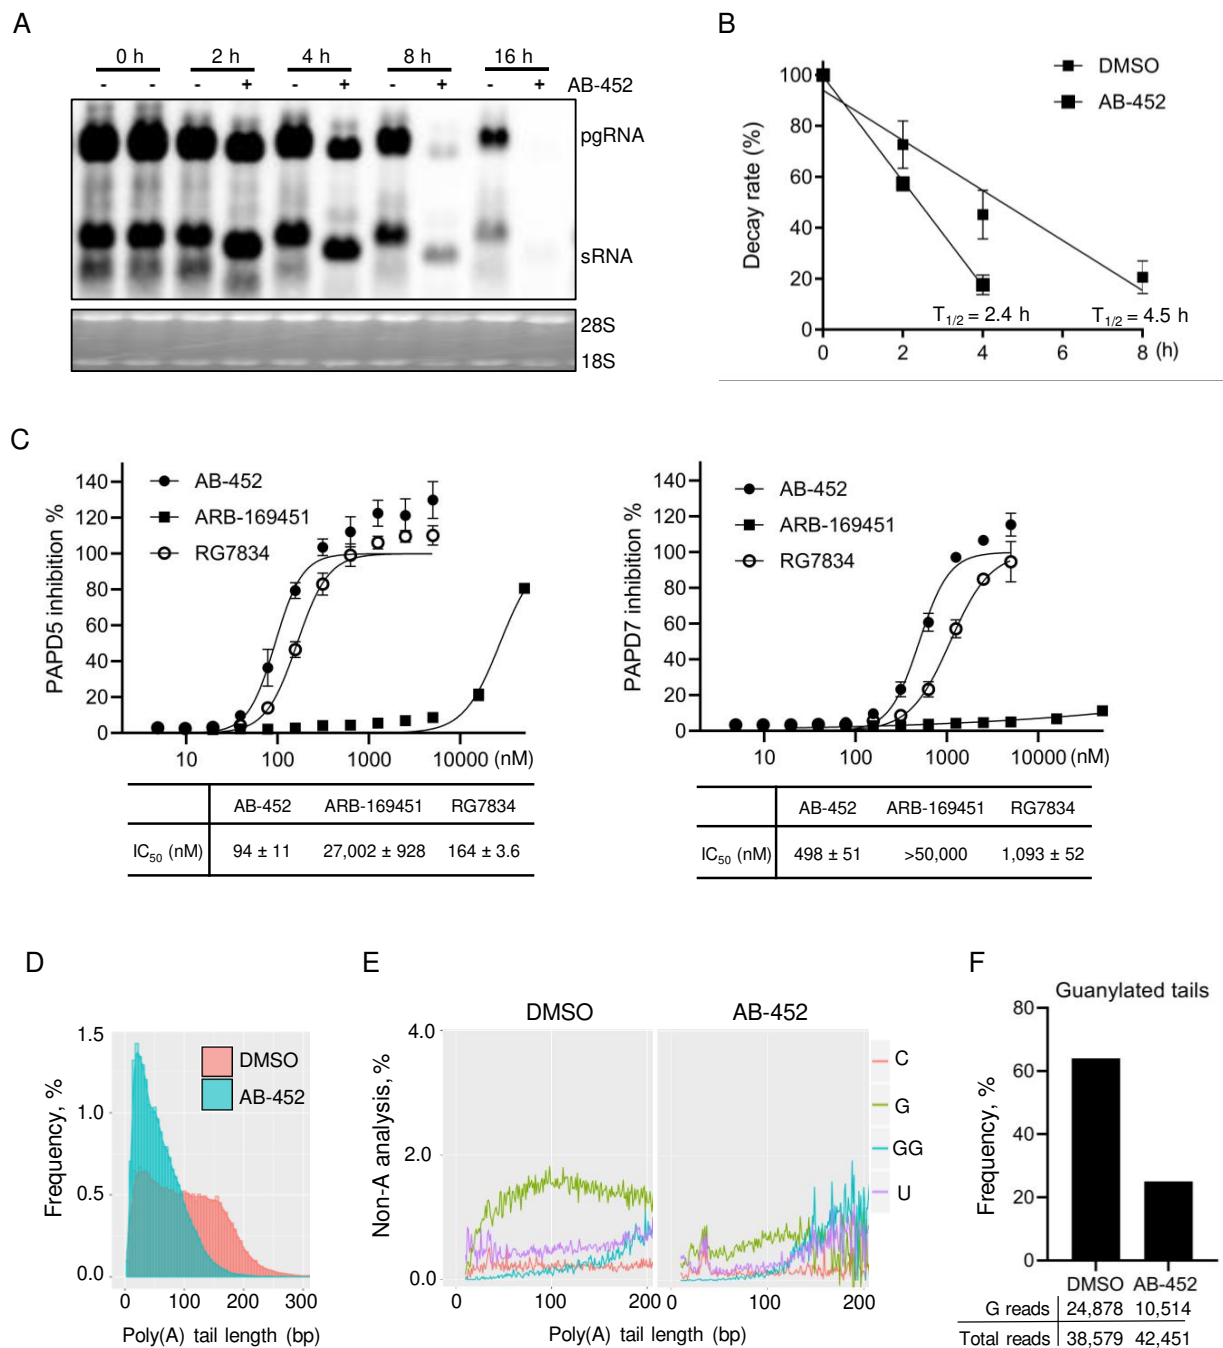 A
0 h 2 h 4 h 8 h 16 h
- - - + - + - + - + AB-452
pgRNA
sRNA
28S
18S
B
DMSO
AB-452
Decay rate (%)
100
80
60
40
20
0
T1/2 = 2.4 h T1/2 = 4.5 h
0 2 4 6 8 (h)
C
PAPD5 inhibition %
140
120
100
80
60
40
20
0
AB-452
ARB-169451
RG7834
10 100 1000 10000 (nM)
AB-452 ARB-169451 RG7834
IC50 (nM) 94 ± 11 27,002 ± 928 164 ± 3.6
PAPD7 inhibition %
140
120
100
80
60
40
20
0
AB-452
ARB-169451
RG7834
10 100 1000 10000 (nM)
AB-452 ARB-169451 RG7834
IC50 (nM) 498 ± 51 >50,000 1,093 ± 52
D
Frequency, %
1.5
1.0
0.5
0.0
DMSO
AB-452
0 100 200 300
Poly(A) tail length (bp)
E
DMSO AB-452
Non-A analysis, %
4.0
2.0
0.0
C
G
GG
U
0 100 200 0 100 200
Poly(A) tail length (bp)
F
Guanylated tails
Frequency, %
80
60
40
20
0
DMSO AB-452
G reads 24,878 10,514
Total reads 38,579 42,451